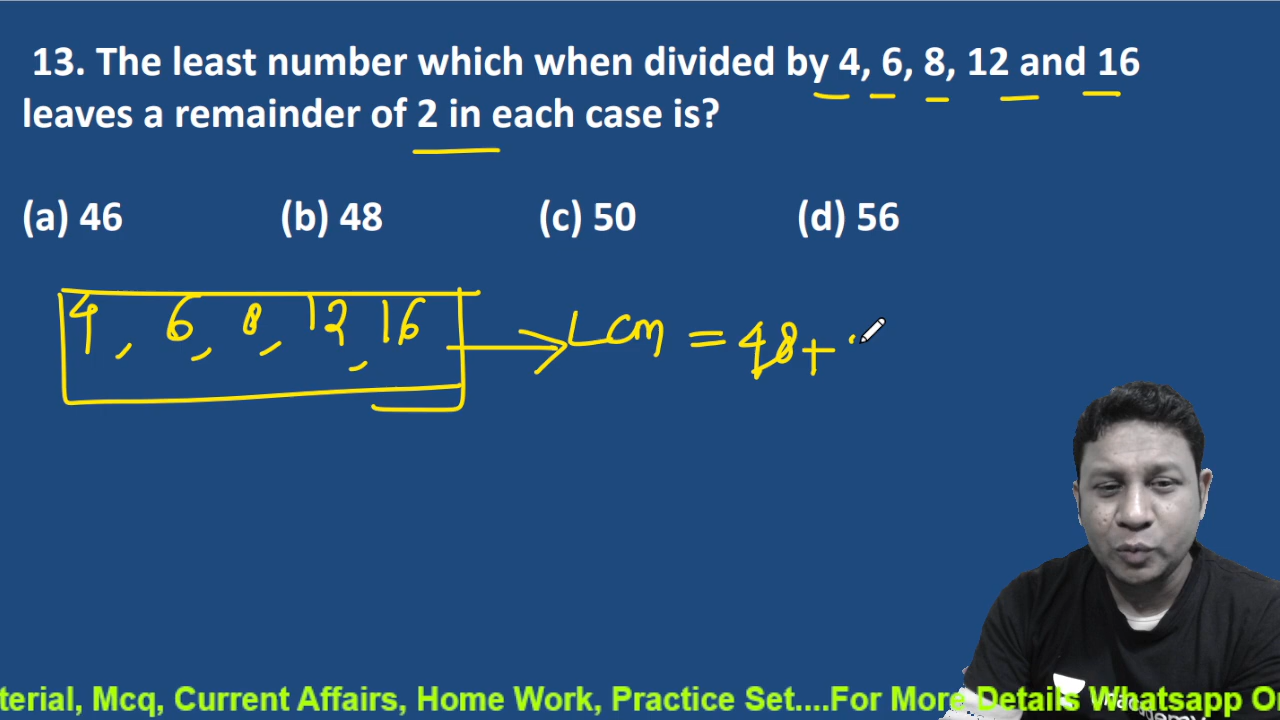 13. The least number which when divided by 4, 6, 8, 12 and 16
leaves a remainder of 2 in each case is?
(a) 46 (b) 48 (c) 50 (d) 56
4, 6, 8, 12, 16 → LCM = 48 +
terial, Mcq, Current Affairs, Home Work, Practice Set....For More Details Whatsapp